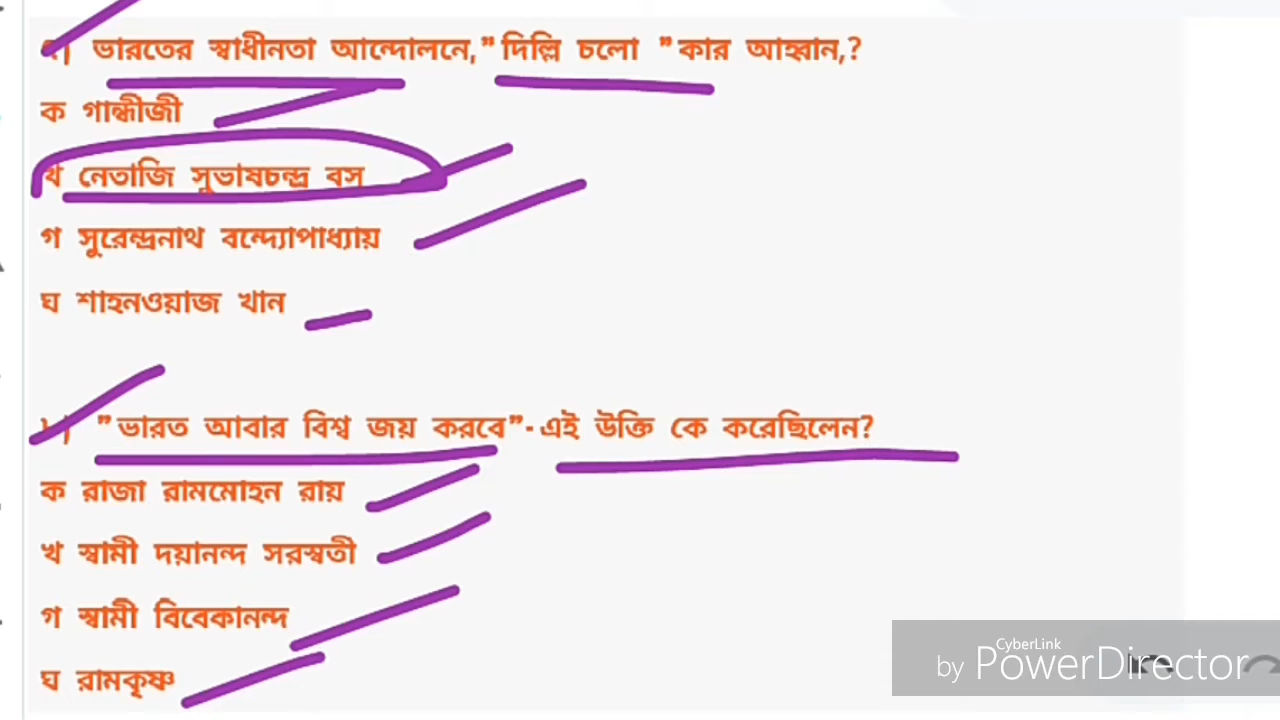 ভারতের স্বাধীনতা আন্দোলনে,” দিল্লি চলো ” কার আহ্বান,?
ক গান্ধীজী
খ নেতাজি সুভাষচন্দ্র বসু
গ সুরেন্দ্রনাথ বন্দ্যোপাধ্যায়
ঘ শাহনওয়াজ খান
” ভারত আবার বিশ্ব জয় করবে”- এই উক্তি কে করেছিলেন?
ক রাজা রামমোহন রায়
খ স্বামী দয়ানন্দ সরস্বতী
গ স্বামী বিবেকানন্দ
ঘ রামকৃষ্ণ
CyberLink
by PowerDirector